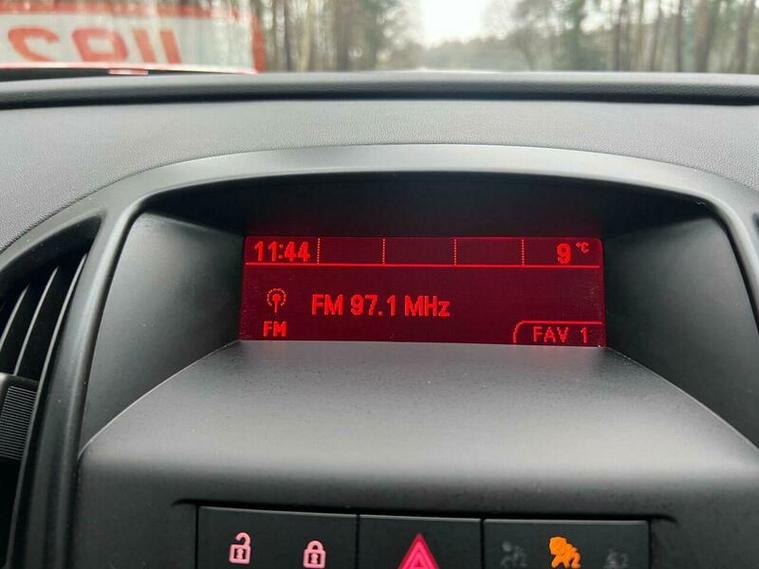 11:44 9 °C
FM 97.1 MHz
FM
FAV 1